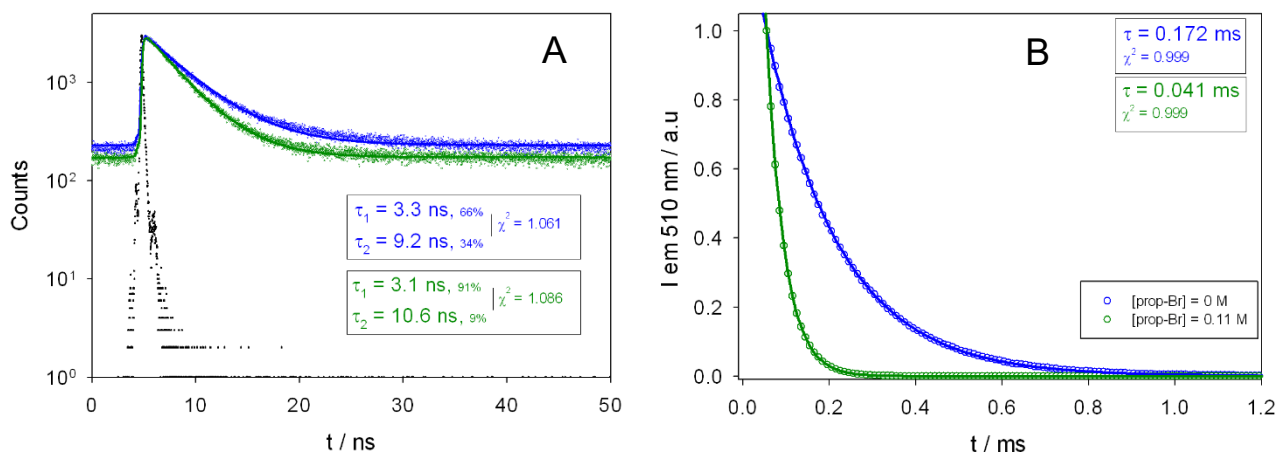 A
Counts
10³
10²
10¹
10⁰
0 10 20 30 40 50
t / ns
τ₁ = 3.3 ns, 66%
τ₂ = 9.2 ns, 34%
χ² = 1.061
τ₁ = 3.1 ns, 91%
τ₂ = 10.6 ns, 9%
χ² = 1.086
B
I em 510 nm / a.u
1.0
0.8
0.6
0.4
0.2
0.0
0.0 0.2 0.4 0.6 0.8 1.0 1.2
t / ms
τ = 0.172 ms
χ² = 0.999
τ = 0.041 ms
χ² = 0.999
[prop-Br] = 0 M
[prop-Br] = 0.11 M